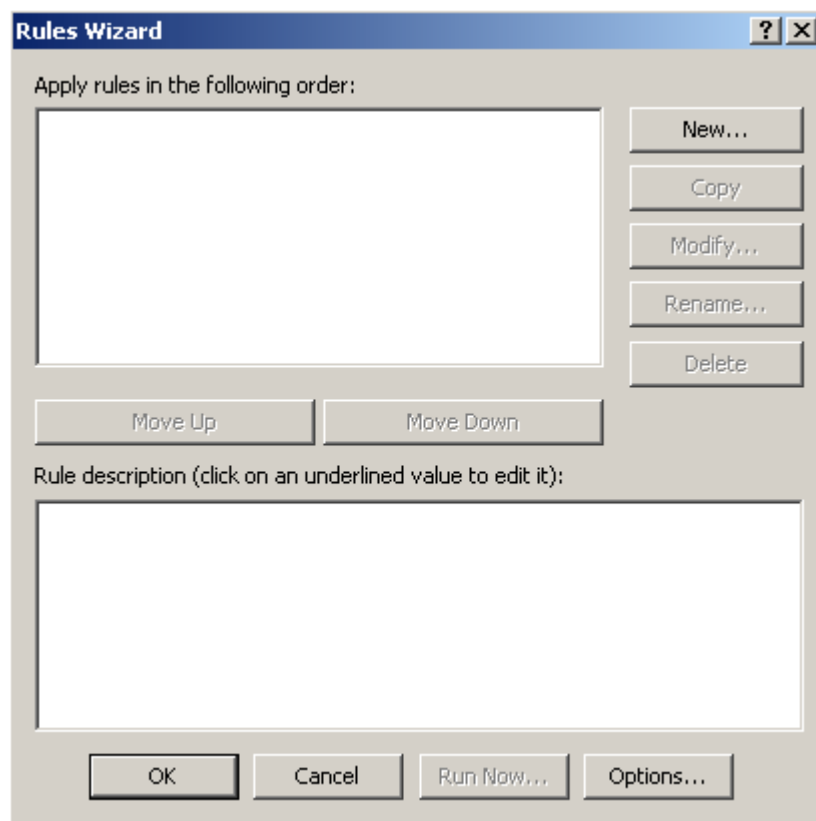 Rules Wizard
Apply rules in the following order:
New...
Copy
Modify...
Rename...
Delete
Move Up Move Down
Rule description (click on an underlined value to edit it):
OK Cancel Run Now... Options...